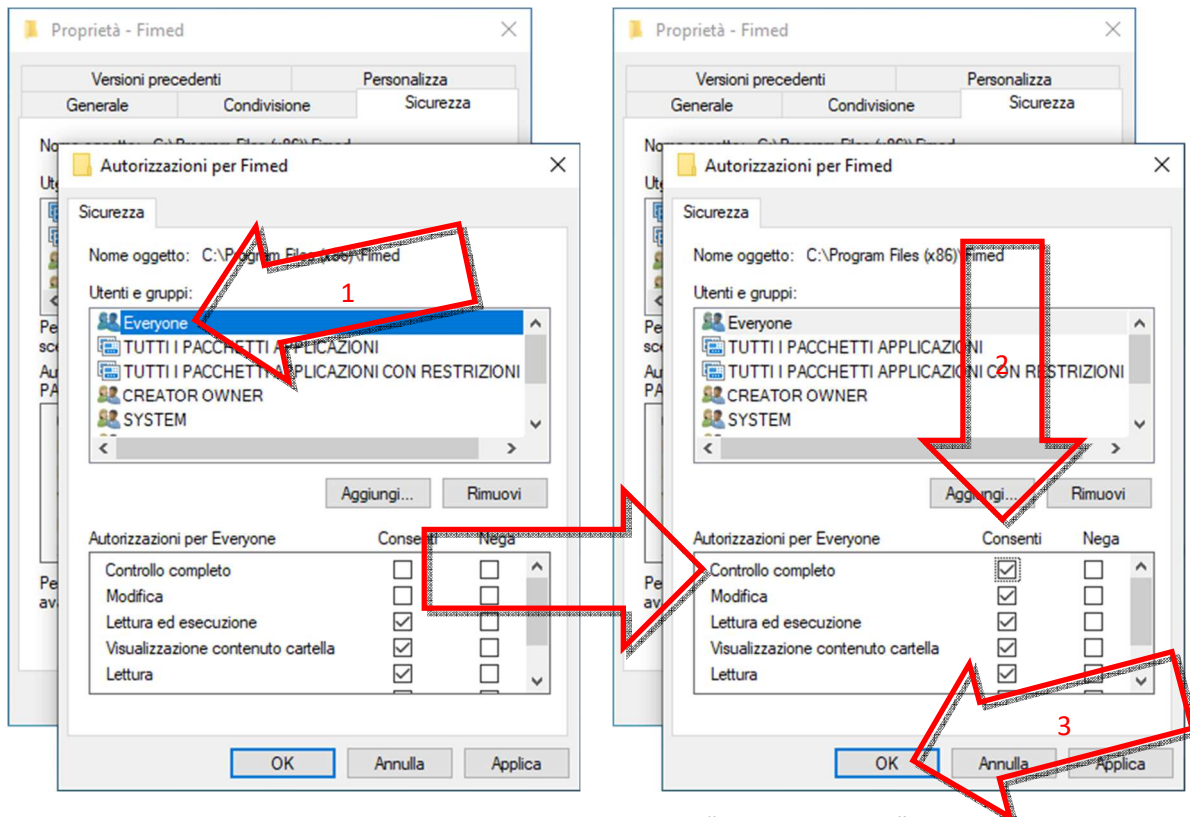 Proprietà - Fimed
Versioni precedenti Personalizza
Generale Condivisione Sicurezza
Autorizzazioni per Fimed
Sicurezza
Nome oggetto: C:\Program Files (x86)\Fimed
Utenti e gruppi:
1
Everyone
TUTTI I PACCHETTI APPLICAZIONI
TUTTI I PACCHETTI APPLICAZIONI CON RESTRIZIONI
CREATOR OWNER
SYSTEM
Aggiungi... Rimuovi
Autorizzazioni per Everyone Consenti Nega
Controllo completo
Modifica
Lettura ed esecuzione
Visualizzazione contenuto cartella
Lettura
OK Annulla Applica
Proprietà - Fimed
Versioni precedenti Personalizza
Generale Condivisione Sicurezza
Autorizzazioni per Fimed
Sicurezza
Nome oggetto: C:\Program Files (x86)\Fimed
Utenti e gruppi:
Everyone
TUTTI I PACCHETTI APPLICAZIONI
2
TUTTI I PACCHETTI APPLICAZIONI CON RESTRIZIONI
CREATOR OWNER
SYSTEM
Aggiungi... Rimuovi
Autorizzazioni per Everyone Consenti Nega
Controllo completo
Modifica
Lettura ed esecuzione
Visualizzazione contenuto cartella
Lettura
3
OK Annulla Applica